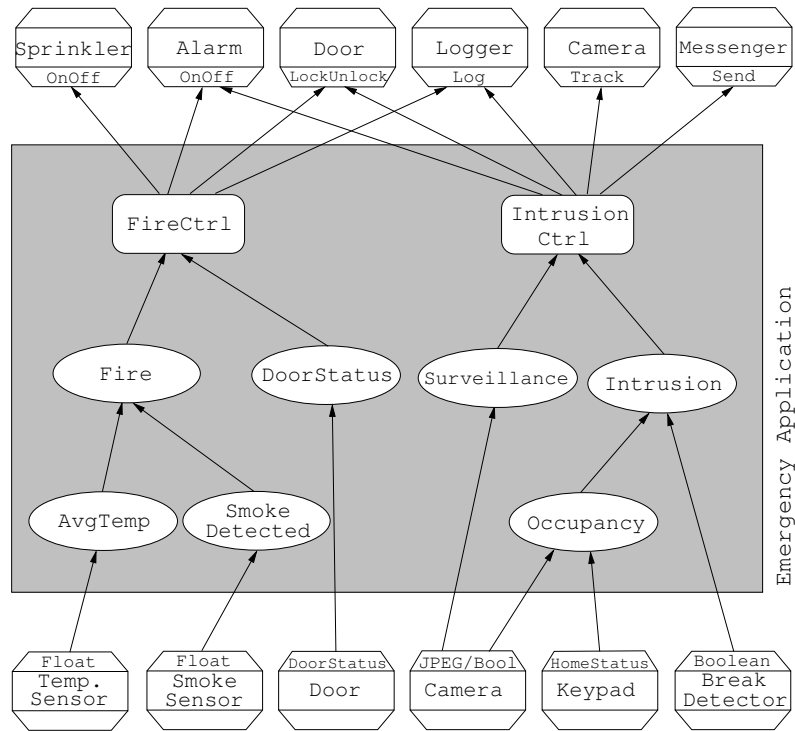 Sprinkler
OnOff
Alarm
OnOff
Door
LockUnlock
Logger
Log
Camera
Track
Messenger
Send
FireCtrl
Intrusion
Ctrl
Fire
DoorStatus
Surveillance
Intrusion
AvgTemp
Smoke
Detected
Occupancy
Emergency Application
Float
Temp.
Sensor
Float
Smoke
Sensor
DoorStatus
Door
JPEG/Bool
Camera
HomeStatus
Keypad
Boolean
Break
Detector